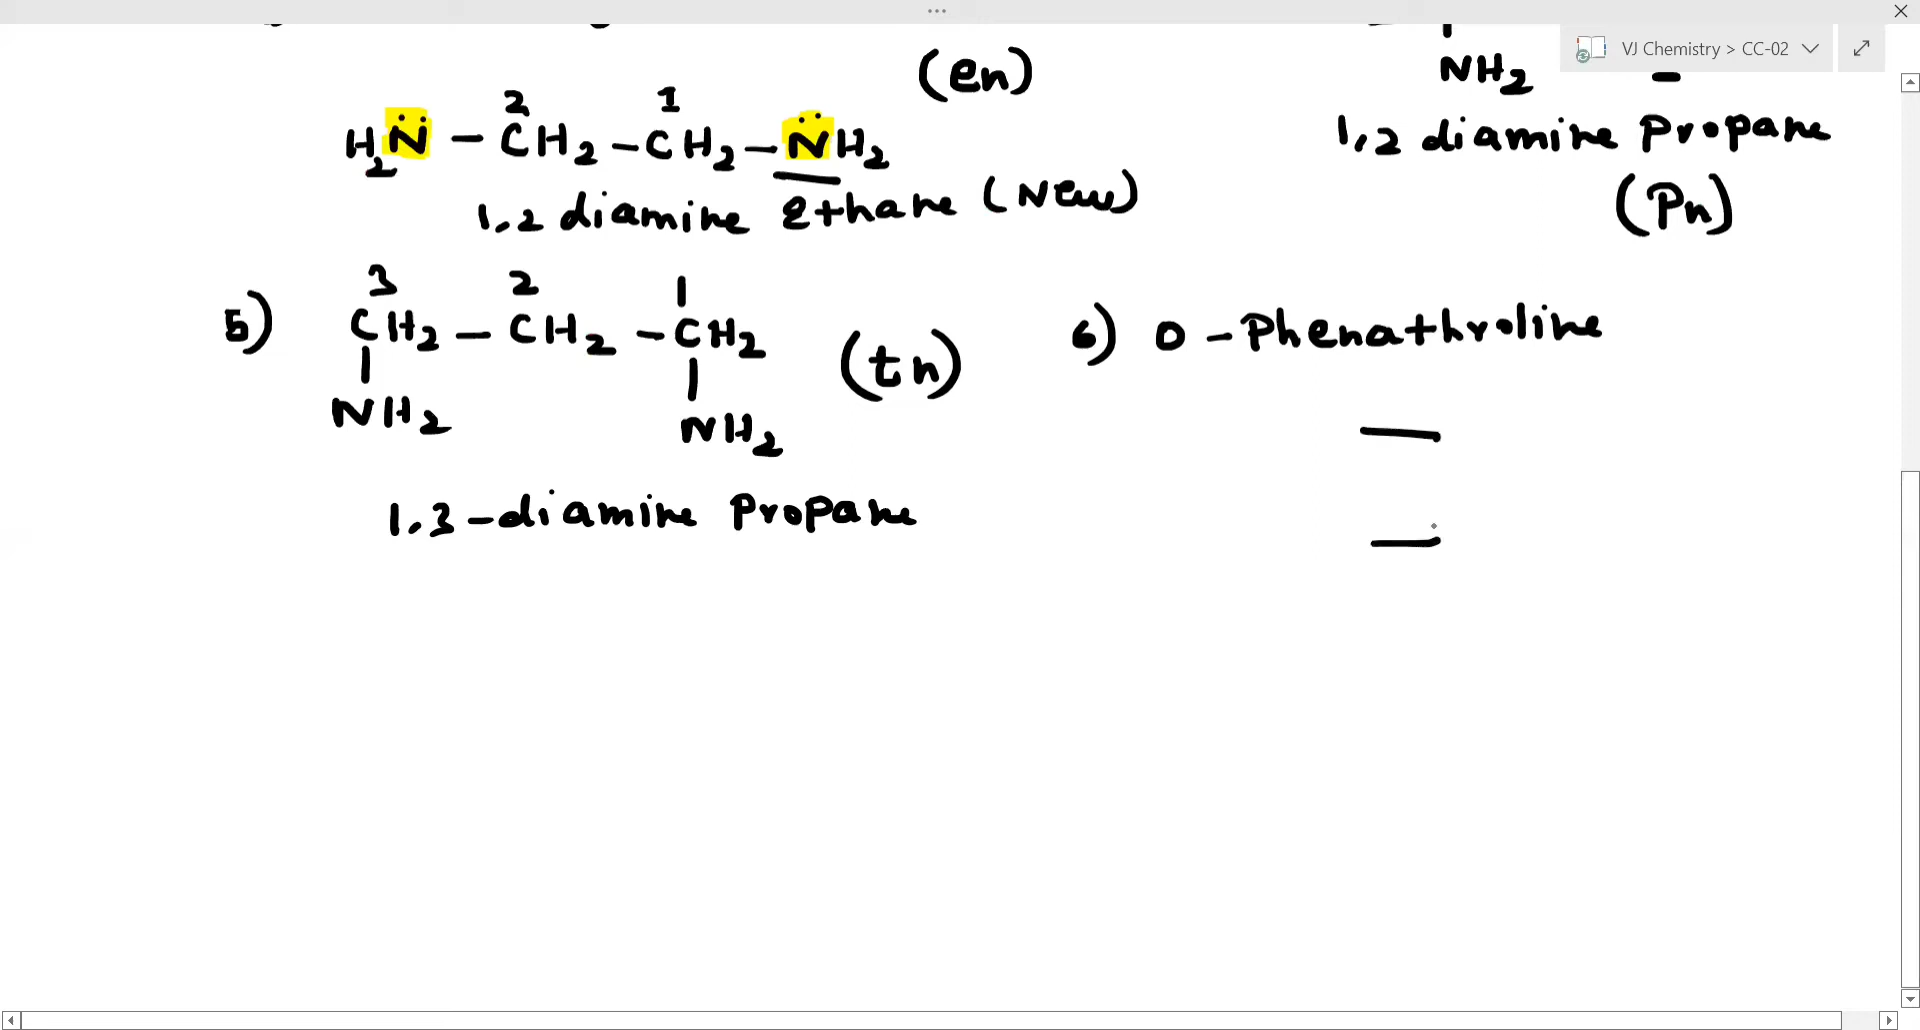 VJ Chemistry > CC-02
(en)
NH2
2 1
H2N̈ - CH2 - CH2 - N̈H2
1,2 diamine Propane
1,2 diamine Ethane (New)
(Pn)
3 2 1
5) CH2 - CH2 - CH2 (tn)
NH2 NH2
6) O - Phenathroline
1,3-diamine Propane